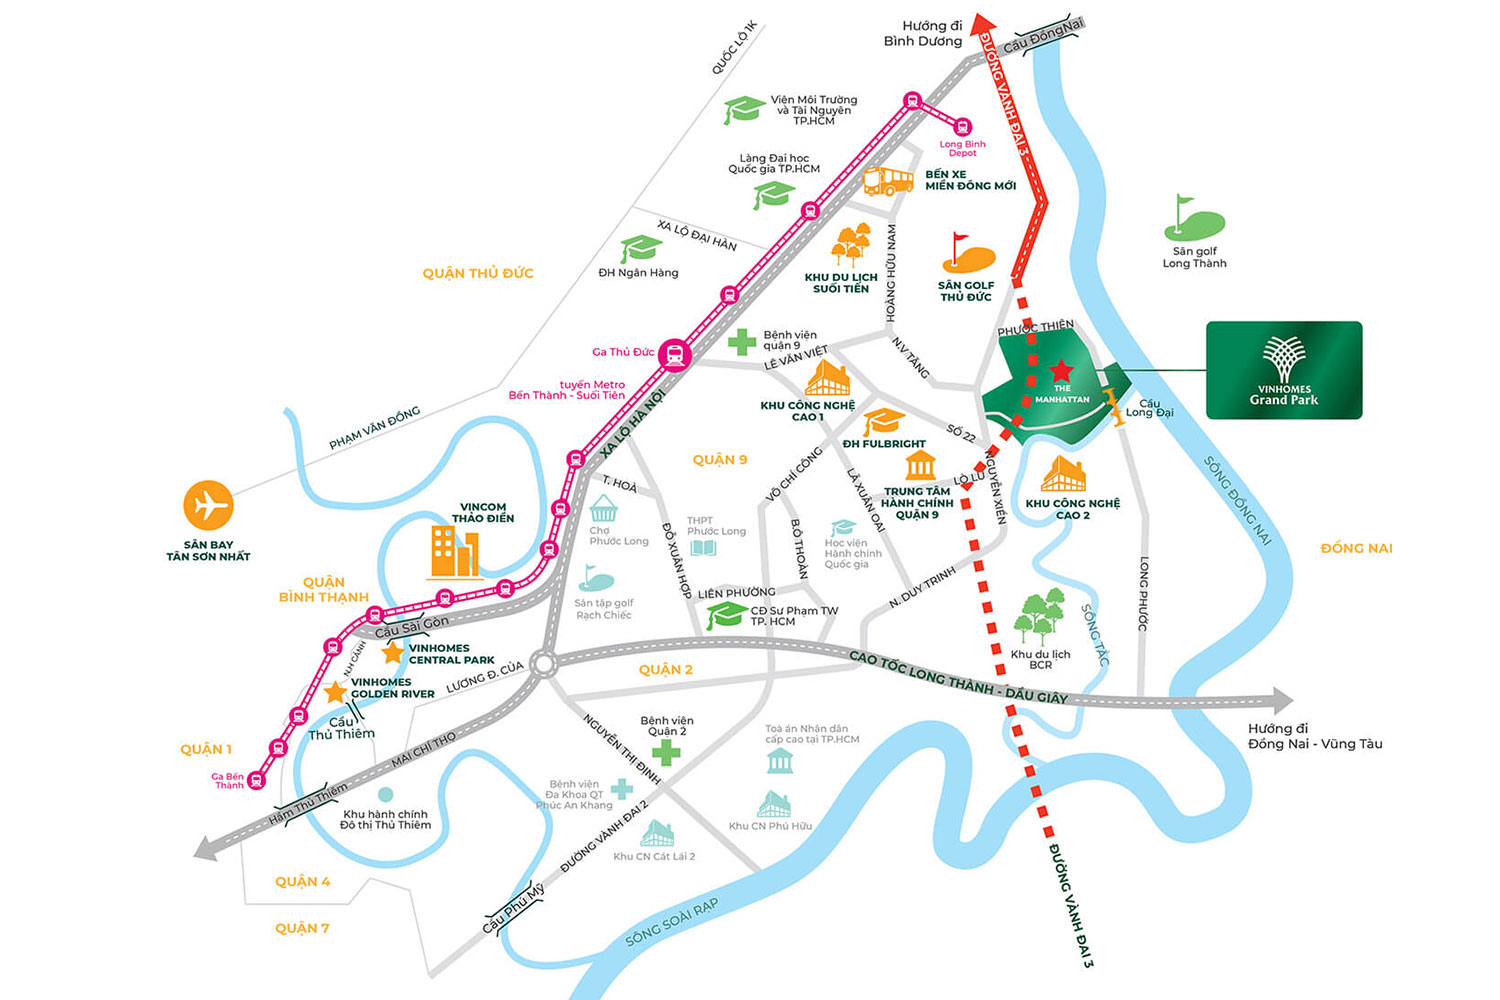 Hướng đi
Bình Dương
Cầu ĐồngNai
QUỐC LỘ 1K
ĐƯỜNG VÀNH ĐAI 3
Viện Môi Trường
và Tài Nguyên
TP.HCM
Long Bình
Depot
Làng Đại học
Quốc gia TP.HCM
BẾN XE
MIỀN ĐÔNG MỚI
XA LỘ ĐẠI HÀN
ĐH Ngân Hàng
QUẬN THỦ ĐỨC
KHU DU LỊCH
SUỐI TIÊN
HOÀNG HỮU NAM
SÂN GOLF
THỦ ĐỨC
Sân golf
Long Thành
Ga Thủ Đức
Bệnh viện
quận 9
LÊ VĂN VIỆT
N.V TĂNG
PHƯỚC THIỆN
THE
MANHATTAN
VINHOMES
Grand Park
tuyến Metro
Bến Thành - Suối Tiên
XA LỘ HÀ NỘI
KHU CÔNG NGHỆ
CAO 1
Cầu
Long Đại
PHẠM VĂN ĐỒNG
ĐH FULBRIGHT
SỐ 22
QUẬN 9
VÕ CHÍ CÔNG
LÃ XUÂN OAI
LÒ LU
NGUYỄN XIỂN
TRUNG TÂM
HÀNH CHÍNH
QUẬN 9
KHU CÔNG NGHỆ
CAO 2
SÔNG ĐỒNG NAI
T. HOÀ
SÂN BAY
TÂN SƠN NHẤT
VINCOM
THẢO ĐIỀN
Chợ
Phước Long
THPT
Phước Long
ĐỖ XUÂN HỢP
B.Ô THOÀN
Học viện
Hành chính
Quốc gia
ĐỒNG NAI
QUẬN
BÌNH THẠNH
Sân tập golf
Rạch Chiếc
LIÊN PHƯỜNG
CĐ Sư Phạm TW
TP. HCM
N. DUY TRINH
LONG PHƯỚC
SÔNG TẮC
Khu du lịch
BCR
Cầu Sài Gòn
N.H CẢNH
VINHOMES
CENTRAL PARK
VINHOMES
GOLDEN RIVER
LƯƠNG Đ. CỦA
QUẬN 2
CAO TỐC LONG THÀNH - DẦU GIÂY
Cầu
Thủ Thiêm
QUẬN 1
Ga Bến
Thành
MAI CHÍ THỌ
NGUYỄN THỊ ĐỊNH
Bệnh viện
Quận 2
Toà án Nhân dân
cấp cao tại TP.HCM
Hướng đi
Đồng Nai - Vũng Tàu
Hầm Thủ Thiêm
Khu hành chính
Đô thị Thủ Thiêm
Bệnh viện
Đa Khoa QT
Phúc An Khang
ĐƯỜNG VÀNH ĐAI 2
Khu CN Phú Hữu
Khu CN Cát Lái 2
QUẬN 4
QUẬN 7
Cầu Phú Mỹ
SÔNG SOÀI RẠP
ĐƯỜNG VÀNH ĐAI 3